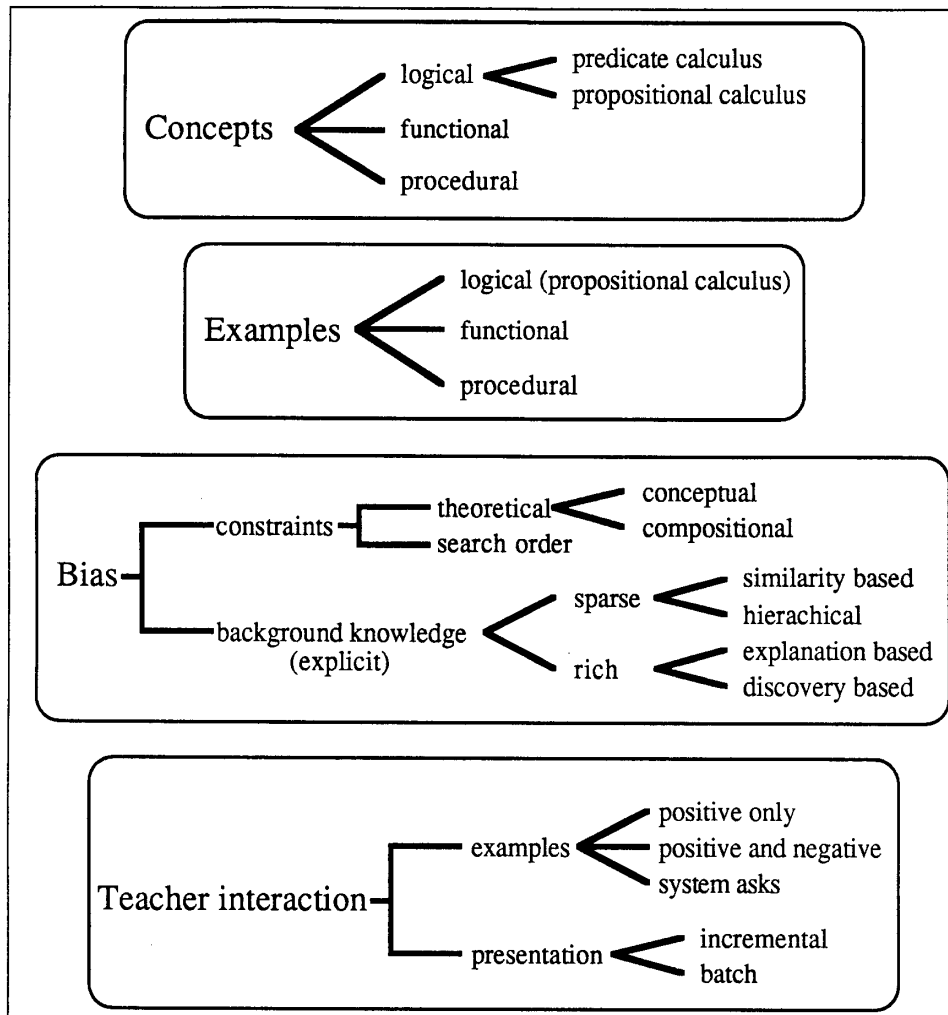 Concepts
logical
predicate calculus
propositional calculus
functional
procedural
Examples
logical (propositional calculus)
functional
procedural
Bias
constraints
theoretical
conceptual
compositional
search order
background knowledge
(explicit)
sparse
similarity based
hierachical
rich
explanation based
discovery based
Teacher interaction
examples
positive only
positive and negative
system asks
presentation
incremental
batch